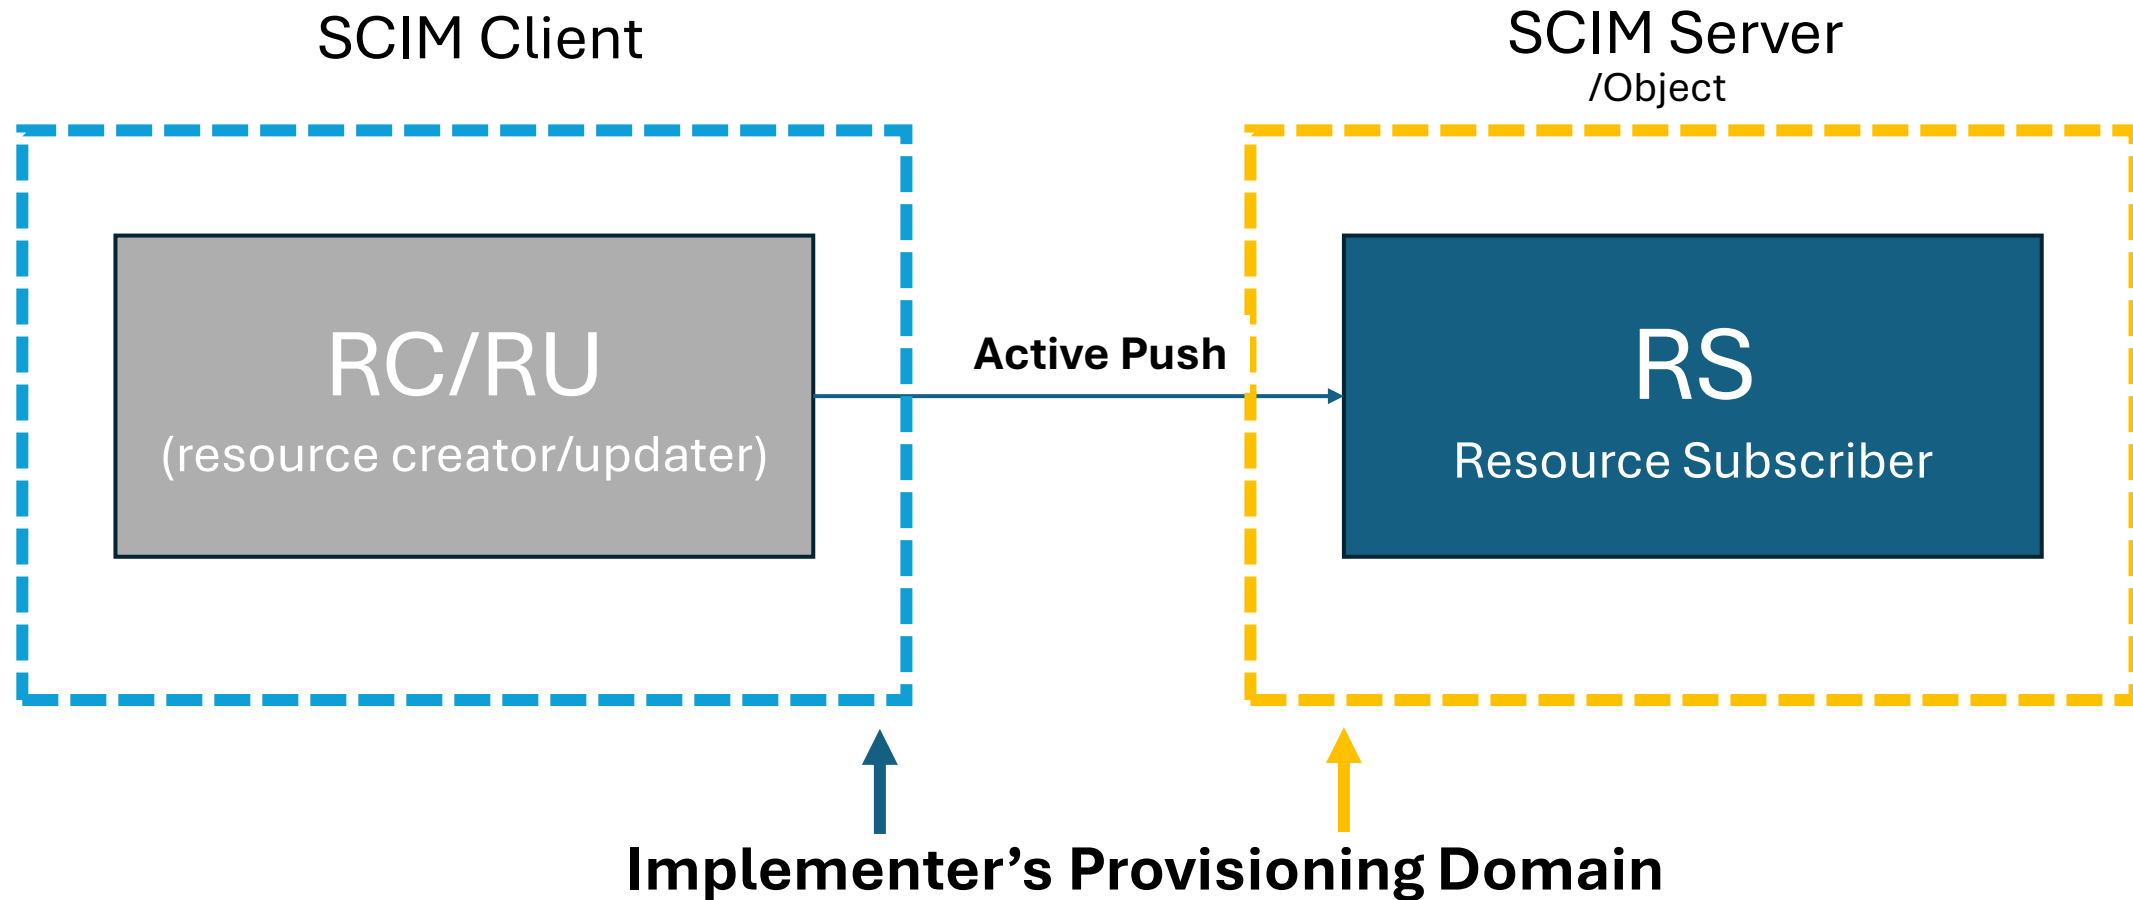 SCIM Client
SCIM Server
/Object
RC/RU
(resource creator/updater)
Active Push
RS
Resource Subscriber
Implementer’s Provisioning Domain